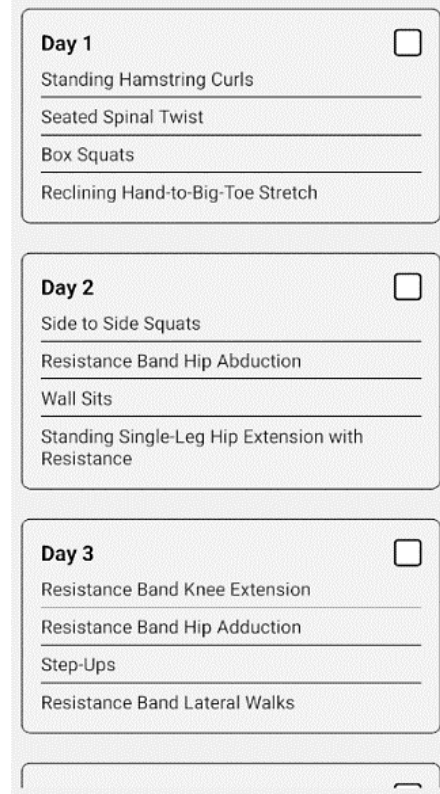 Day 1
Standing Hamstring Curls
Seated Spinal Twist
Box Squats
Reclining Hand-to-Big-Toe Stretch
Day 2
Side to Side Squats
Resistance Band Hip Abduction
Wall Sits
Standing Single-Leg Hip Extension with
Resistance
Day 3
Resistance Band Knee Extension
Resistance Band Hip Adduction
Step-Ups
Resistance Band Lateral Walks